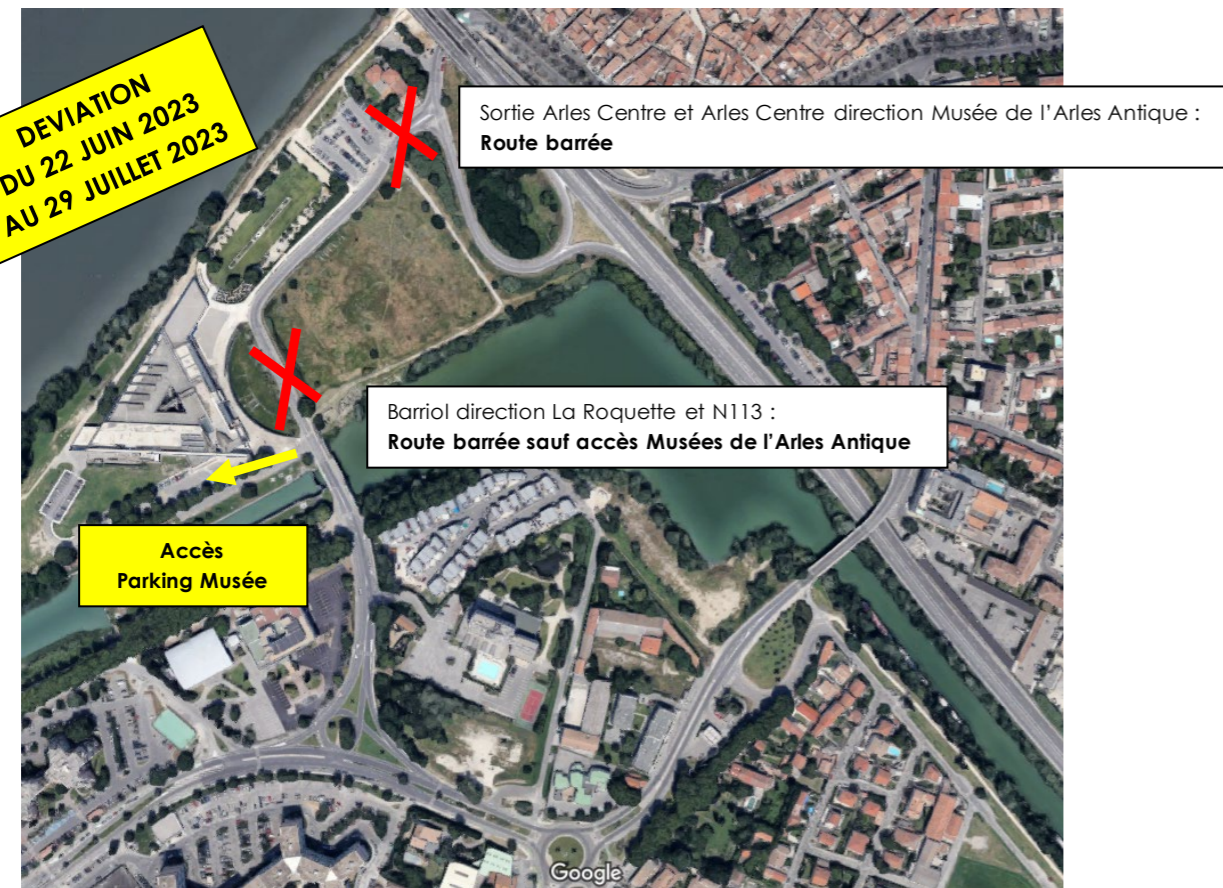 DEVIATION
DU 22 JUIN 2023
AU 29 JUILLET 2023
Sortie Arles Centre et Arles Centre direction Musée de l’Arles Antique :
Route barrée
Barriol direction La Roquette et N113 :
Route barrée sauf accès Musées de l’Arles Antique
Accès
Parking Musée
Google